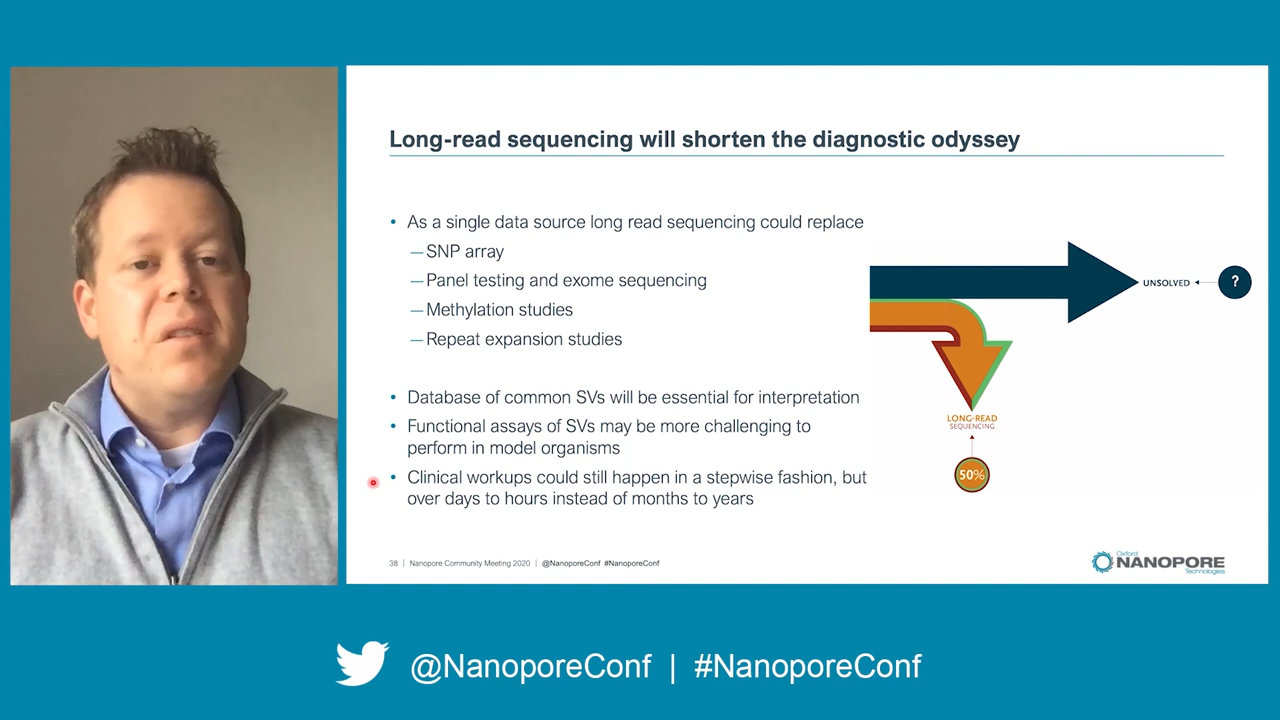 Long-read sequencing will shorten the diagnostic odyssey
• As a single data source long read sequencing could replace
— SNP array
— Panel testing and exome sequencing
— Methylation studies
— Repeat expansion studies
• Database of common SVs will be essential for interpretation
• Functional assays of SVs may be more challenging to
perform in model organisms
• Clinical workups could still happen in a stepwise fashion, but
over days to hours instead of months to years
UNSOLVED
?
LONG-READ
SEQUENCING
50%
38 | Nanopore Community Meeting 2020 | @NanoporeConf #NanoporeConf
Oxford
NANOPORE
Technologies
@NanoporeConf | #NanoporeConf